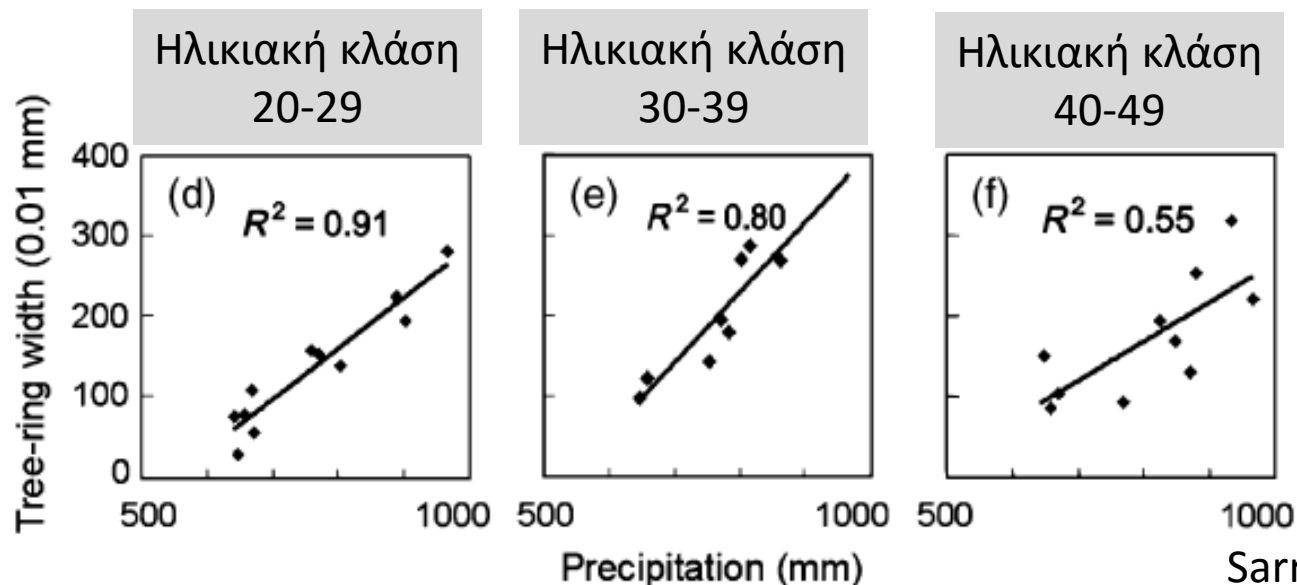 Ηλικιακή κλάση
20-29
Ηλικιακή κλάση
30-39
Ηλικιακή κλάση
40-49
Tree-ring width (0.01 mm)
400
300
200
100
0
(d)
R² = 0.91
(e)
R² = 0.80
(f)
R² = 0.55
500
1000
500
1000
500
1000
Precipitation (mm)